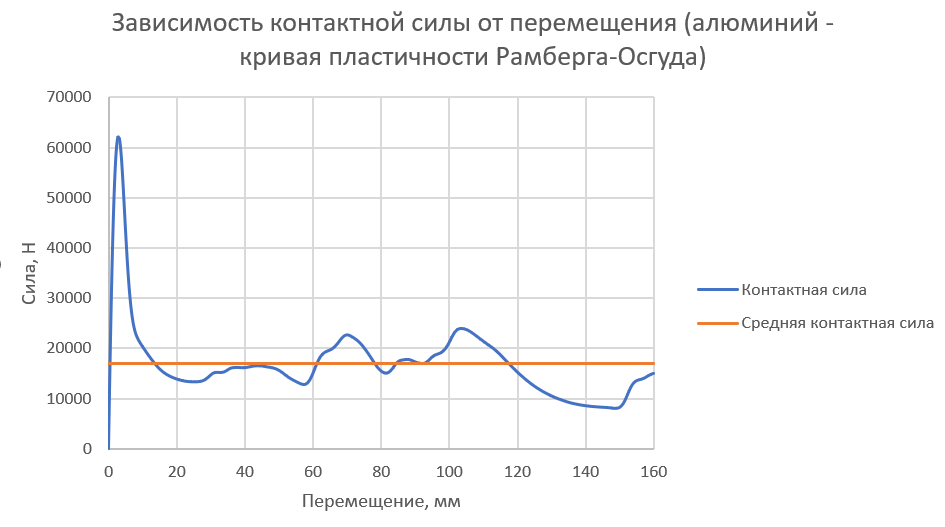 Зависимость контактной силы от перемещения (алюминий -
кривая пластичности Рамберга-Осгуда)
70000
60000
50000
40000
30000
20000
10000
0
Сила, Н
0 20 40 60 80 100 120 140 160
Перемещение, мм
Контактная сила
Средняя контактная сила